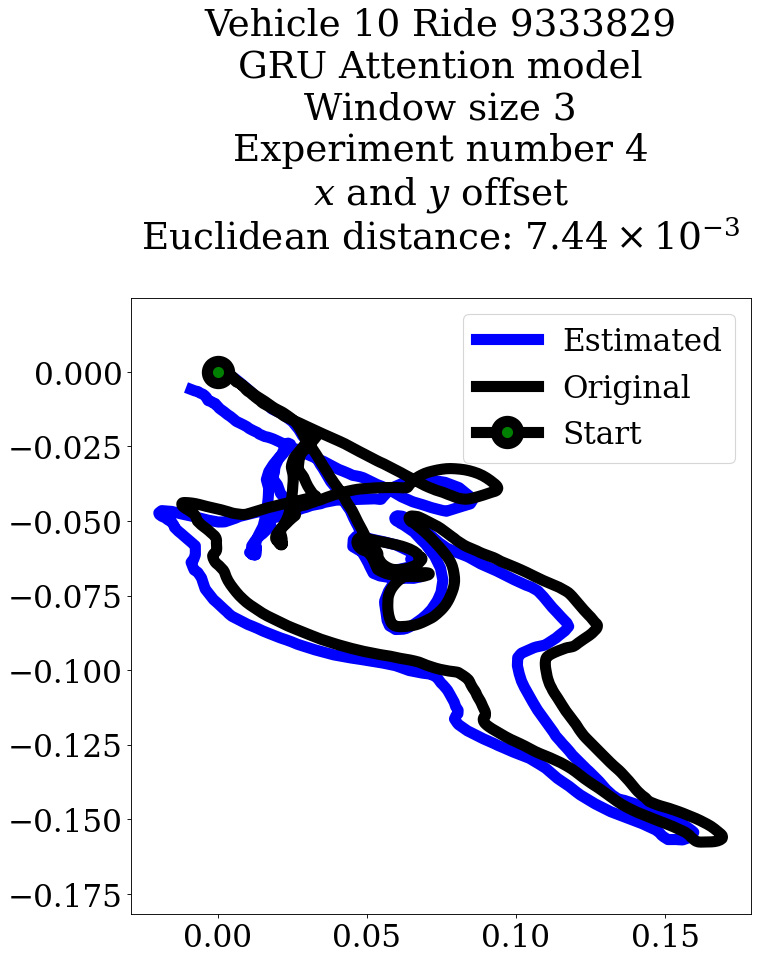 Vehicle 10 Ride 9333829
GRU Attention model
Window size 3
Experiment number 4
x and y offset
Euclidean distance: 7.44 × 10⁻³
Estimated
Original
Start
0.000
−0.025
−0.050
−0.075
−0.100
−0.125
−0.150
−0.175
0.00 0.05 0.10 0.15